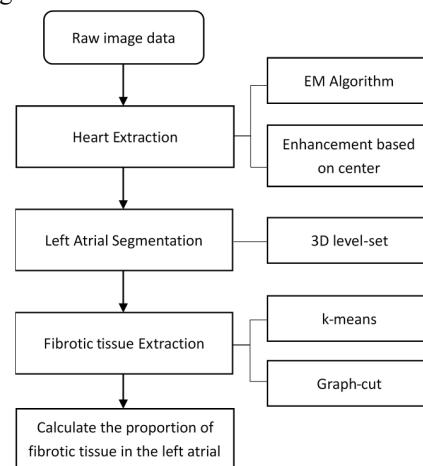 Raw image data
EM Algorithm
Heart Extraction
Enhancement based
on center
Left Atrial Segmentation
3D level-set
k-means
Fibrotic tissue Extraction
Graph-cut
Calculate the proportion of
fibrotic tissue in the left atrial